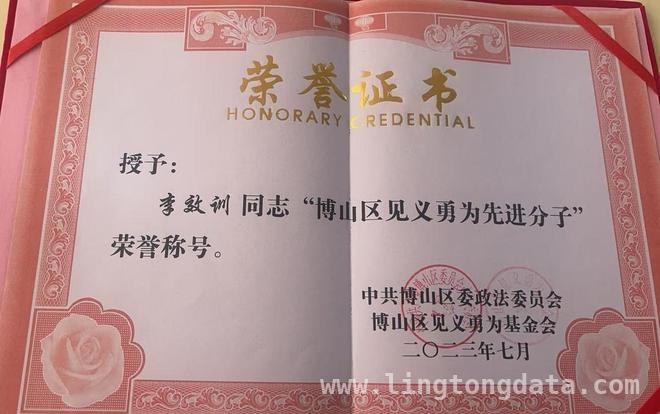 荣誉证书
HONORARY CREDENTIAL
授予：
李效训 同志“博山区见义勇为先进分子”
荣誉称号。
中共博山区委政法委员会
博山区见义勇为基金会
二〇二三年七月
www.lingtongdata.com